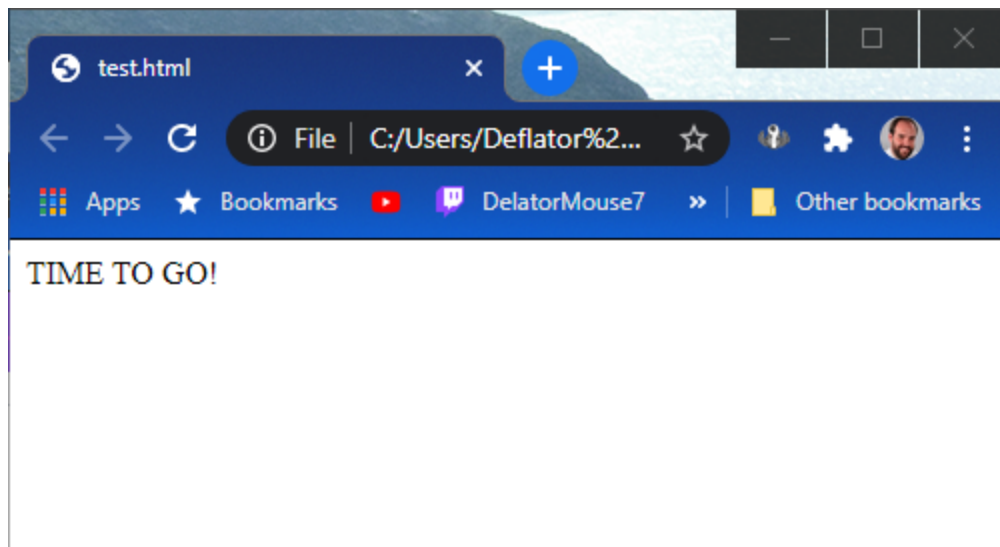 test.html
File C:/Users/Deflator%2...
Apps Bookmarks DelatorMouse7 » Other bookmarks
TIME TO GO!